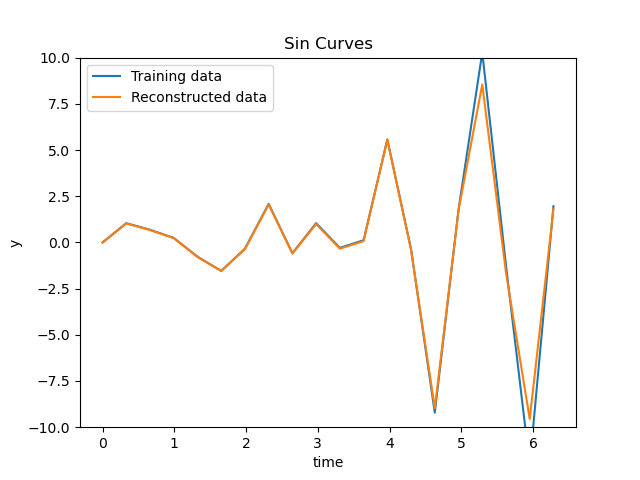 Sin Curves
Training data
Reconstructed data
10.0
7.5
5.0
2.5
0.0
−2.5
−5.0
−7.5
−10.0
y
0 1 2 3 4 5 6
time